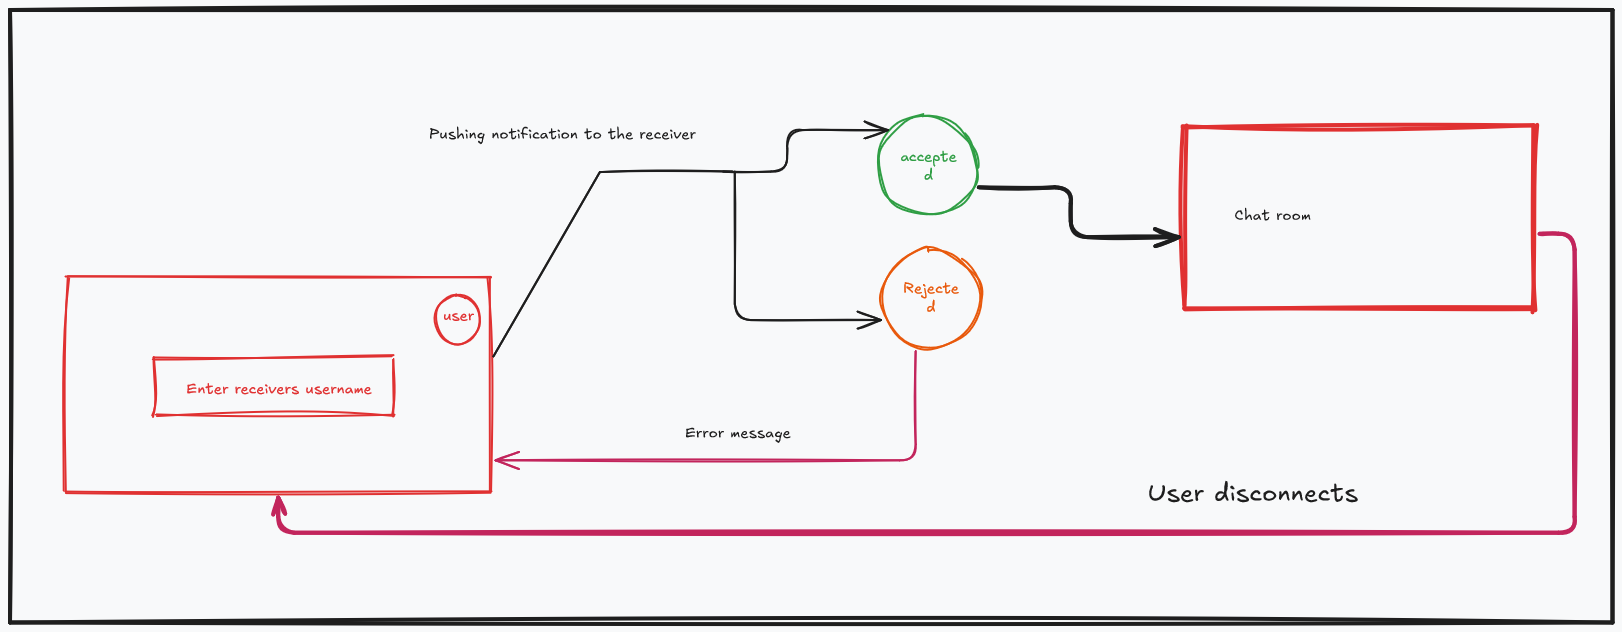 Pushing notification to the receiver
accepte
d
Chat room
Rejecte
d
user
Enter receivers username
Error message
User disconnects